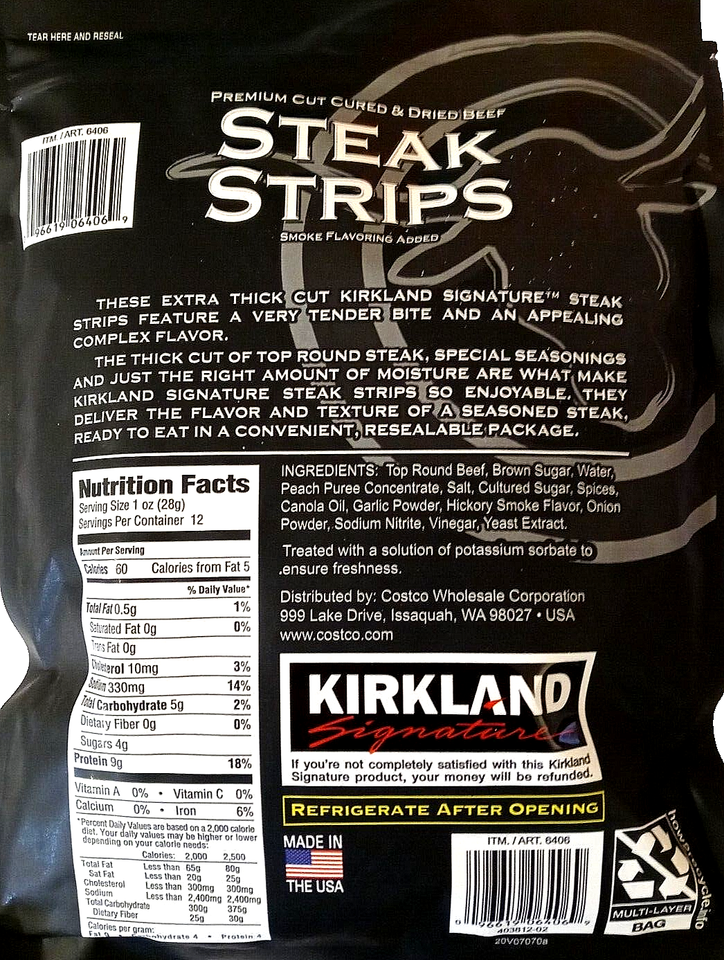 TEAR HERE AND RESEAL
ITM. / ART. 6406
96619 06406 9
PREMIUM CUT CURED & DRIED BEEF
STEAK
STRIPS
SMOKE FLAVORING ADDED
THESE EXTRA THICK CUT KIRKLAND SIGNATURE™ STEAK
STRIPS FEATURE A VERY TENDER BITE AND AN APPEALING
COMPLEX FLAVOR.
THE THICK CUT OF TOP ROUND STEAK, SPECIAL SEASONINGS
AND JUST THE RIGHT AMOUNT OF MOISTURE ARE WHAT MAKE
KIRKLAND SIGNATURE STEAK STRIPS SO ENJOYABLE. THEY
DELIVER THE FLAVOR AND TEXTURE OF A SEASONED STEAK,
READY TO EAT IN A CONVENIENT, RESEALABLE PACKAGE.
Nutrition Facts
Serving Size 1 oz (28g)
Servings Per Container 12
Amount Per Serving
Calories 60 Calories from Fat 5
% Daily Value*
Total Fat 0.5g 1%
Saturated Fat 0g 0%
Trans Fat 0g
Cholesterol 10mg 3%
Sodium 330mg 14%
Total Carbohydrate 5g 2%
Dietary Fiber 0g 0%
Sugars 4g
Protein 9g 18%
Vitamin A 0% • Vitamin C 0%
Calcium 0% • Iron 6%
*Percent Daily Values are based on a 2,000 calorie
diet. Your daily values may be higher or lower
depending on your calorie needs:
Calories: 2,000 2,500
Total Fat Less than 65g 80g
Sat Fat Less than 20g 25g
Cholesterol Less than 300mg 300mg
Sodium Less than 2,400mg 2,400mg
Total Carbohydrate 300g 375g
Dietary Fiber 25g 30g
Calories per gram:
Fat 9 • Carbohydrate 4 • Protein 4
INGREDIENTS: Top Round Beef, Brown Sugar, Water,
Peach Puree Concentrate, Salt, Cultured Sugar, Spices,
Canola Oil, Garlic Powder, Hickory Smoke Flavor, Onion
Powder, Sodium Nitrite, Vinegar, Yeast Extract.
Treated with a solution of potassium sorbate to
ensure freshness.
Distributed by: Costco Wholesale Corporation
999 Lake Drive, Issaquah, WA 98027 • USA
www.costco.com
KIRKLAND
Signature
If you're not completely satisfied with this Kirkland
Signature product, your money will be refunded.
REFRIGERATE AFTER OPENING
MADE IN
THE USA
ITM. / ART. 6406
0 96619 06406 9
403812-02
20V07070a
how2recycle.info
MULTI-LAYER
BAG